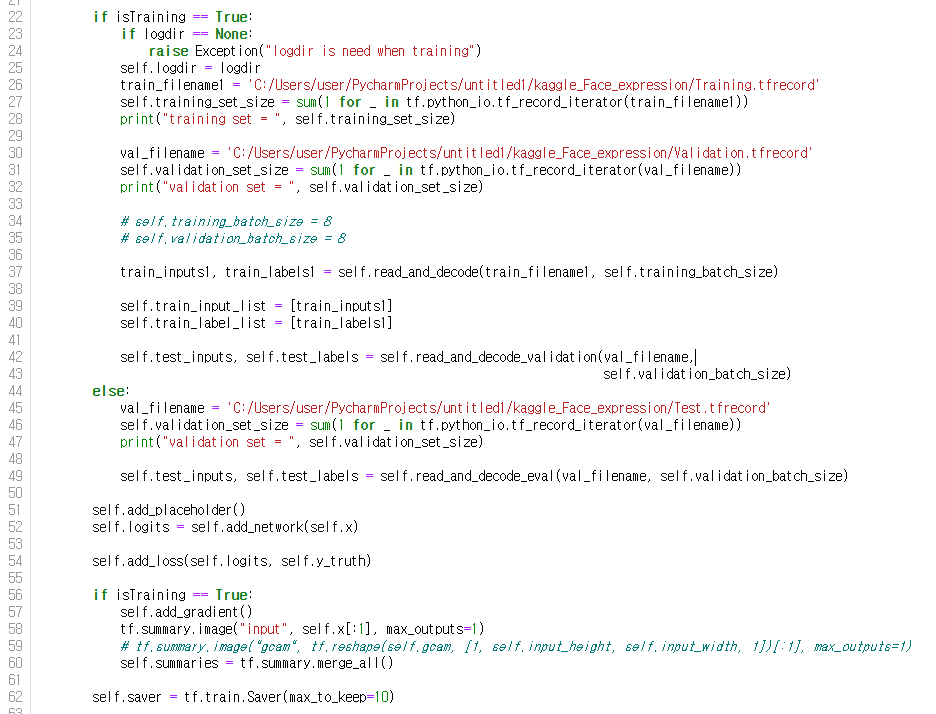 22 if isTraining == True:
23 if logdir == None:
24 raise Exception("logdir is need when training")
25 self.logdir = logdir
26 train_filename1 = 'C:/Users/user/PycharmProjects/untitled1/kaggle_Face_expression/Training.tfrecord'
27 self.training_set_size = sum(1 for _ in tf.python_io.tf_record_iterator(train_filename1))
28 print("training set = ", self.training_set_size)
29
30 val_filename = 'C:/Users/user/PycharmProjects/untitled1/kaggle_Face_expression/Validation.tfrecord'
31 self.validation_set_size = sum(1 for _ in tf.python_io.tf_record_iterator(val_filename))
32 print("validation set = ", self.validation_set_size)
33
34 # self.training_batch_size = 8
35 # self.validation_batch_size = 8
36
37 train_inputs1, train_labels1 = self.read_and_decode(train_filename1, self.training_batch_size)
38
39 self.train_input_list = [train_inputs1]
40 self.train_label_list = [train_labels1]
41
42 self.test_inputs, self.test_labels = self.read_and_decode_validation(val_filename,
43 self.validation_batch_size)
44 else:
45 val_filename = 'C:/Users/user/PycharmProjects/untitled1/kaggle_Face_expression/Test.tfrecord'
46 self.validation_set_size = sum(1 for _ in tf.python_io.tf_record_iterator(val_filename))
47 print("validation set = ", self.validation_set_size)
48
49 self.test_inputs, self.test_labels = self.read_and_decode_eval(val_filename, self.validation_batch_size)
50
51 self.add_placeholder()
52 self.logits = self.add_network(self.x)
53
54 self.add_loss(self.logits, self.y_truth)
55
56 if isTraining == True:
57 self.add_gradient()
58 tf.summary.image("input", self.x[:1], max_outputs=1)
59 # tf.summary.image("gcam", tf.reshape(self.gcam, [1, self.input_height, self.input_width, 1])[:1], max_outputs=1)
60 self.summaries = tf.summary.merge_all()
61
62 self.saver = tf.train.Saver(max_to_keep=10)